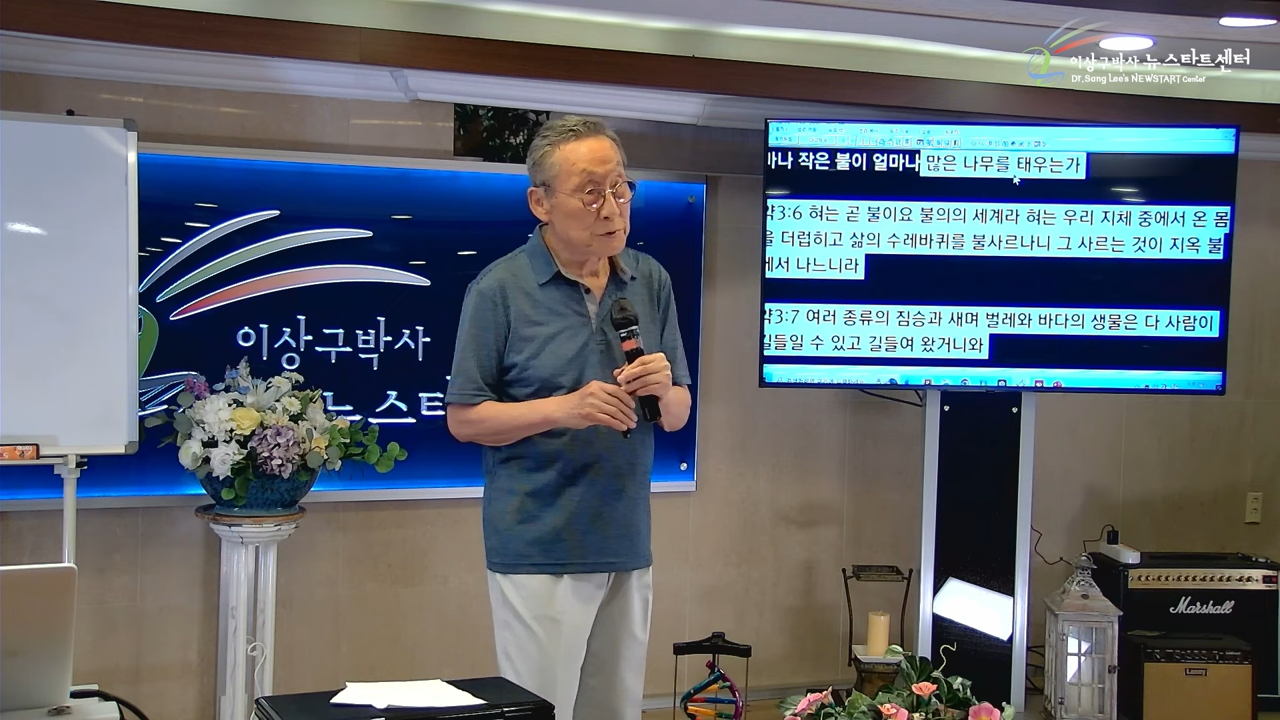 이상구박사 뉴스타트센터
Dr.Sang Lee's NEWSTART Center
나 작은 불이 얼마나 많은 나무를 태우는가
약3:6 혀는 곧 불이요 불의의 세계라 혀는 우리 지체 중에서 온 몸
을 더럽히고 삶의 수레바퀴를 불사르나니 그 사르는 것이 지옥 불
에서 나느니라
약3:7 여러 종류의 짐승과 새며 벌레와 바다의 생물은 다 사람이
길들일 수 있고 길들여 왔거니와
이상구박사
뉴스타
Marshall
Laney